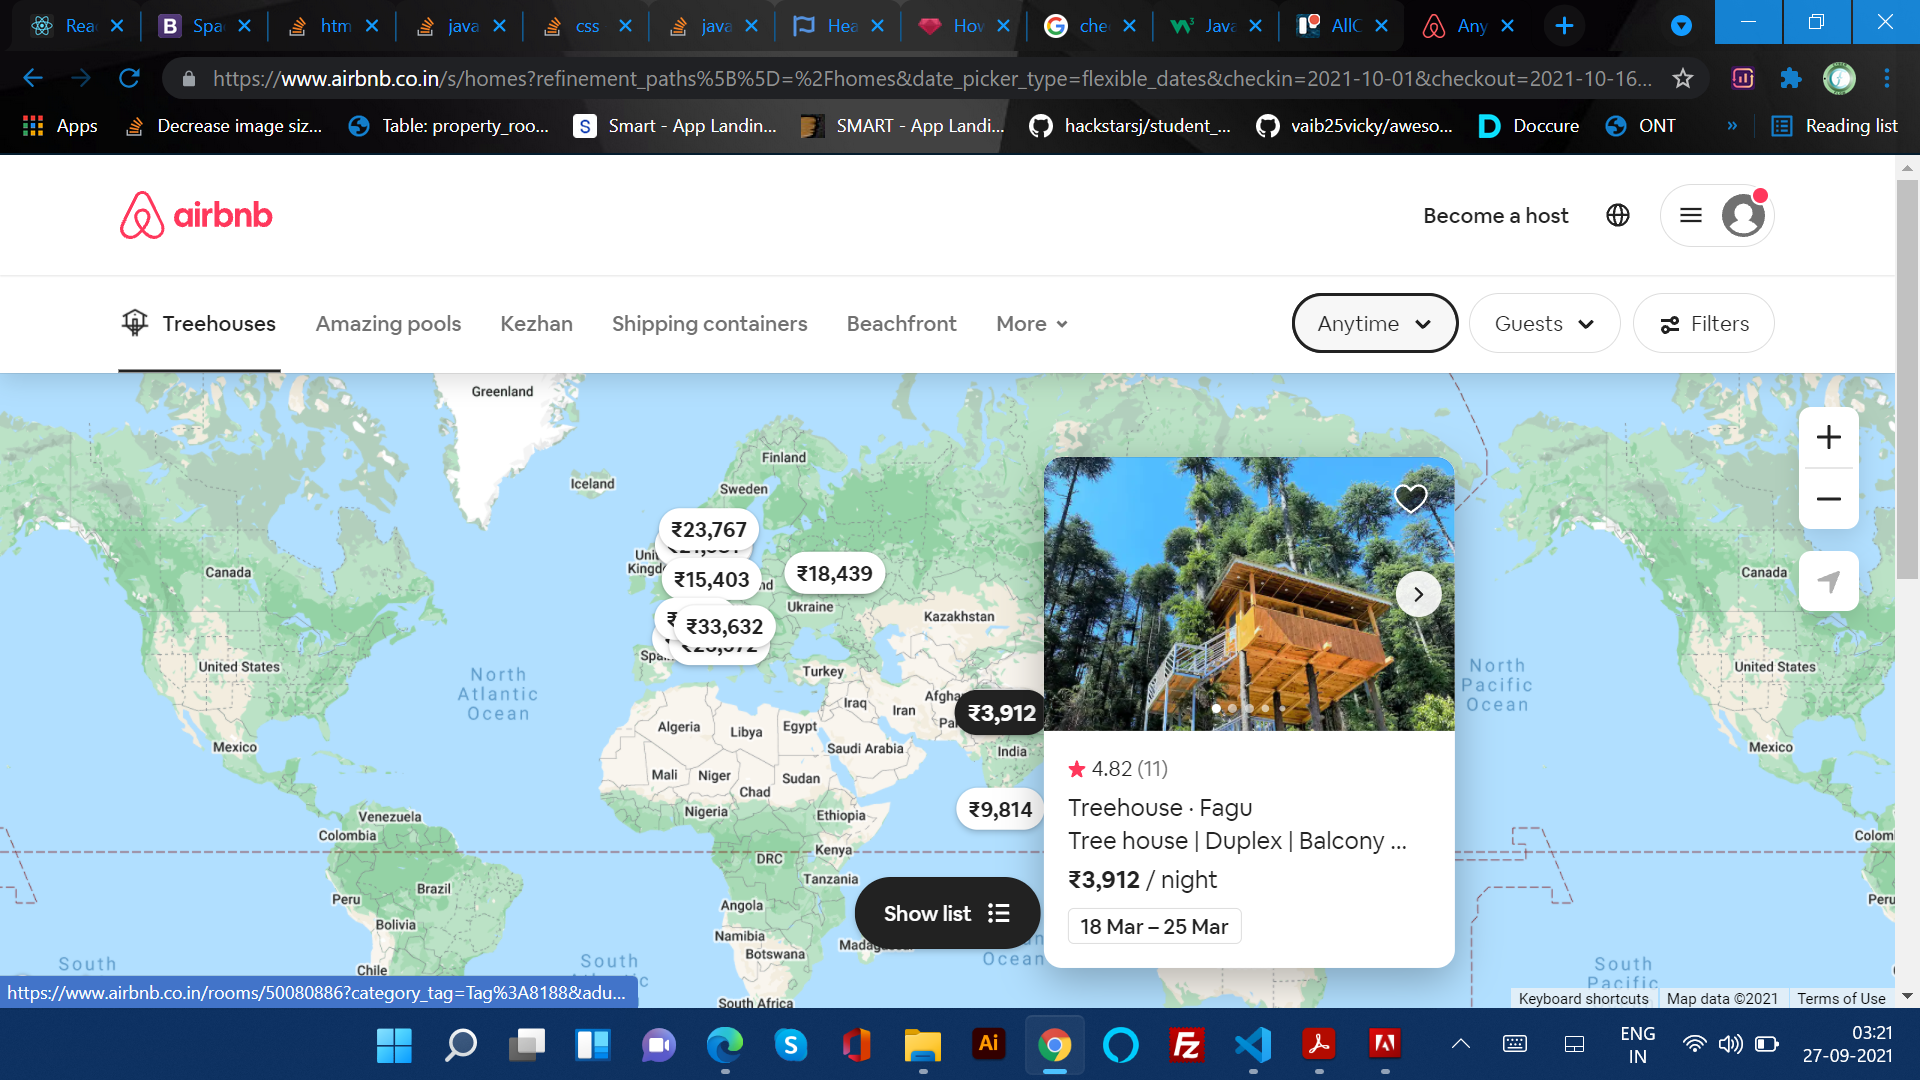 Rea
Spa
htm
java
css
java
Hea
How
che
Java
AllC
Any
https://www.airbnb.co.in/s/homes?refinement_paths%5B%5D=%2Fhomes&date_picker_type=flexible_dates&checkin=2021-10-01&checkout=2021-10-16...
Apps
Decrease image siz...
Table: property_roo...
S
Smart - App Landin...
SMART - App Landi...
hackstarsj/student_...
vaib25vicky/aweso...
Doccure
ONT
»
Reading list
airbnb
Become a host
Treehouses
Amazing pools
Kezhan
Shipping containers
Beachfront
More
Anytime
Guests
Filters
Greenland
Finland
Iceland
Sweden
₹23,767
₹15,403
₹18,439
Ukraine
Canada
Kazakhstan
₹33,632
United States
North
Atlantic
Ocean
Turkey
Iraq
Iran
₹3,912
Algeria
Libya
Egypt
Saudi Arabia
India
Mexico
Mali
Niger
Sudan
Chad
Nigeria
Ethiopia
₹9,814
Venezuela
Colombia
DRC
Kenya
Tanzania
Brazil
Peru
Angola
Bolivia
Namibia
Botswana
Chile
South
South
South Africa
Ocean
Show list
4.82 (11)
Treehouse · Fagu
Tree house | Duplex | Balcony ...
₹3,912 / night
18 Mar – 25 Mar
North
Pacific
Ocean
Canada
United States
Mexico
Colom
Peru
South
Pacific
https://www.airbnb.co.in/rooms/50080886?category_tag=Tag%3A8188&adu...
Keyboard shortcuts
Map data ©2021
Terms of Use
S
Ai
Fz
ENG
IN
03:21
27-09-2021